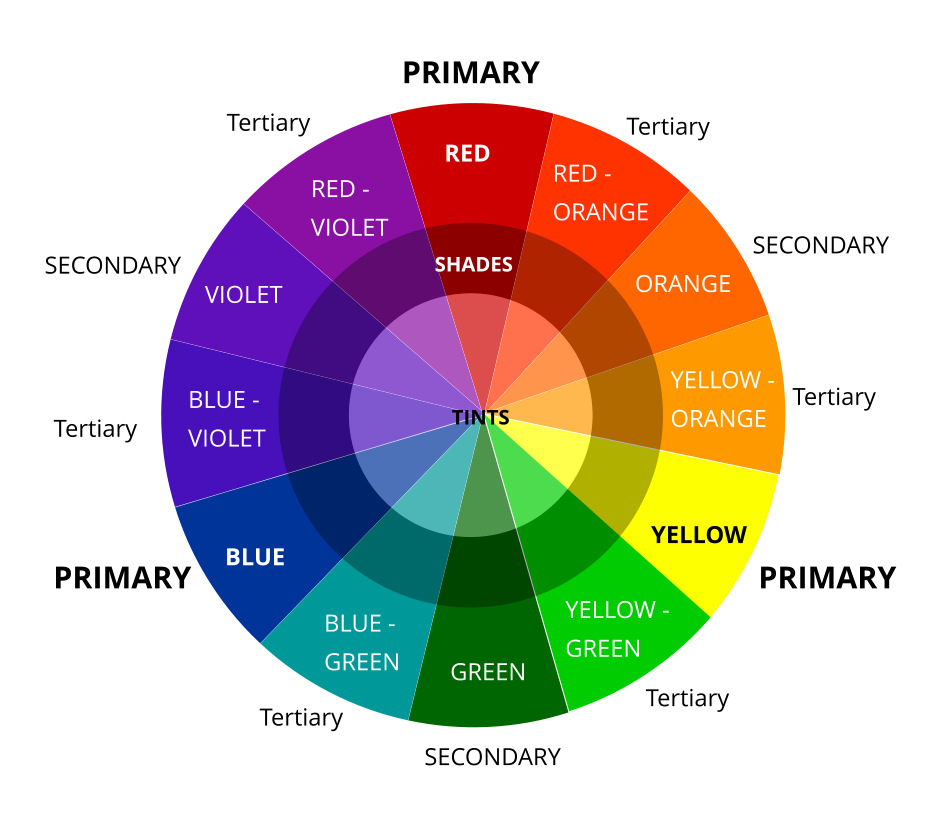 PRIMARY
Tertiary
Tertiary
RED
RED -
ORANGE
RED -
VIOLET
SECONDARY
SECONDARY
SHADES
ORANGE
VIOLET
YELLOW -
ORANGE
Tertiary
BLUE -
VIOLET
Tertiary
TINTS
YELLOW
BLUE
PRIMARY
PRIMARY
YELLOW -
GREEN
BLUE -
GREEN
GREEN
Tertiary
Tertiary
SECONDARY